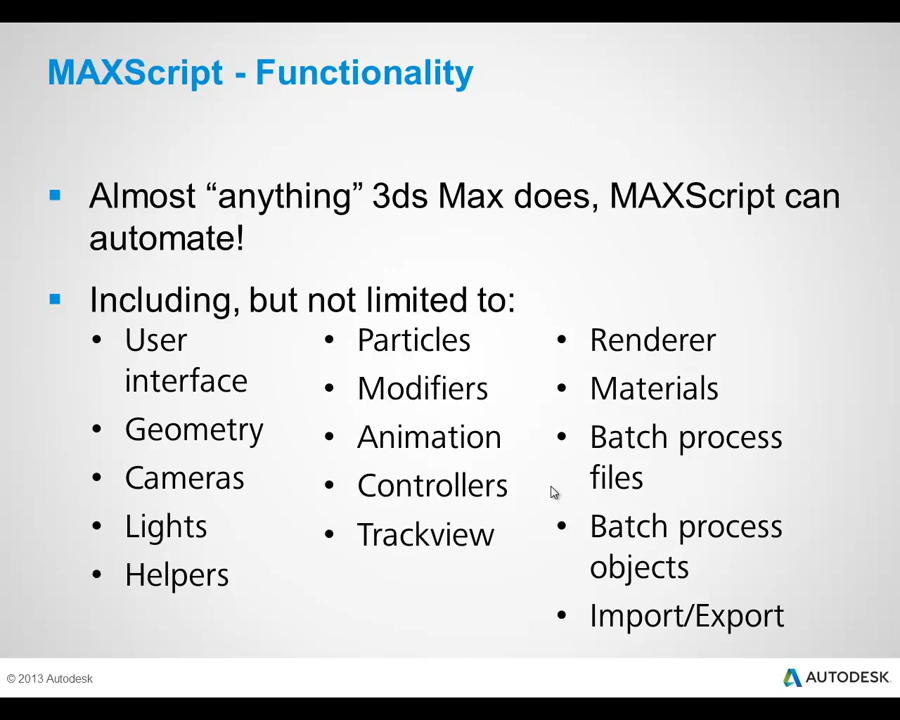 MAXScript - Functionality
Almost “anything” 3ds Max does, MAXScript can
automate!
Including, but not limited to:
User
interface
Geometry
Cameras
Lights
Helpers
Particles
Modifiers
Animation
Controllers
Trackview
Renderer
Materials
Batch process
files
Batch process
objects
Import/Export
© 2013 Autodesk
AUTODESK.